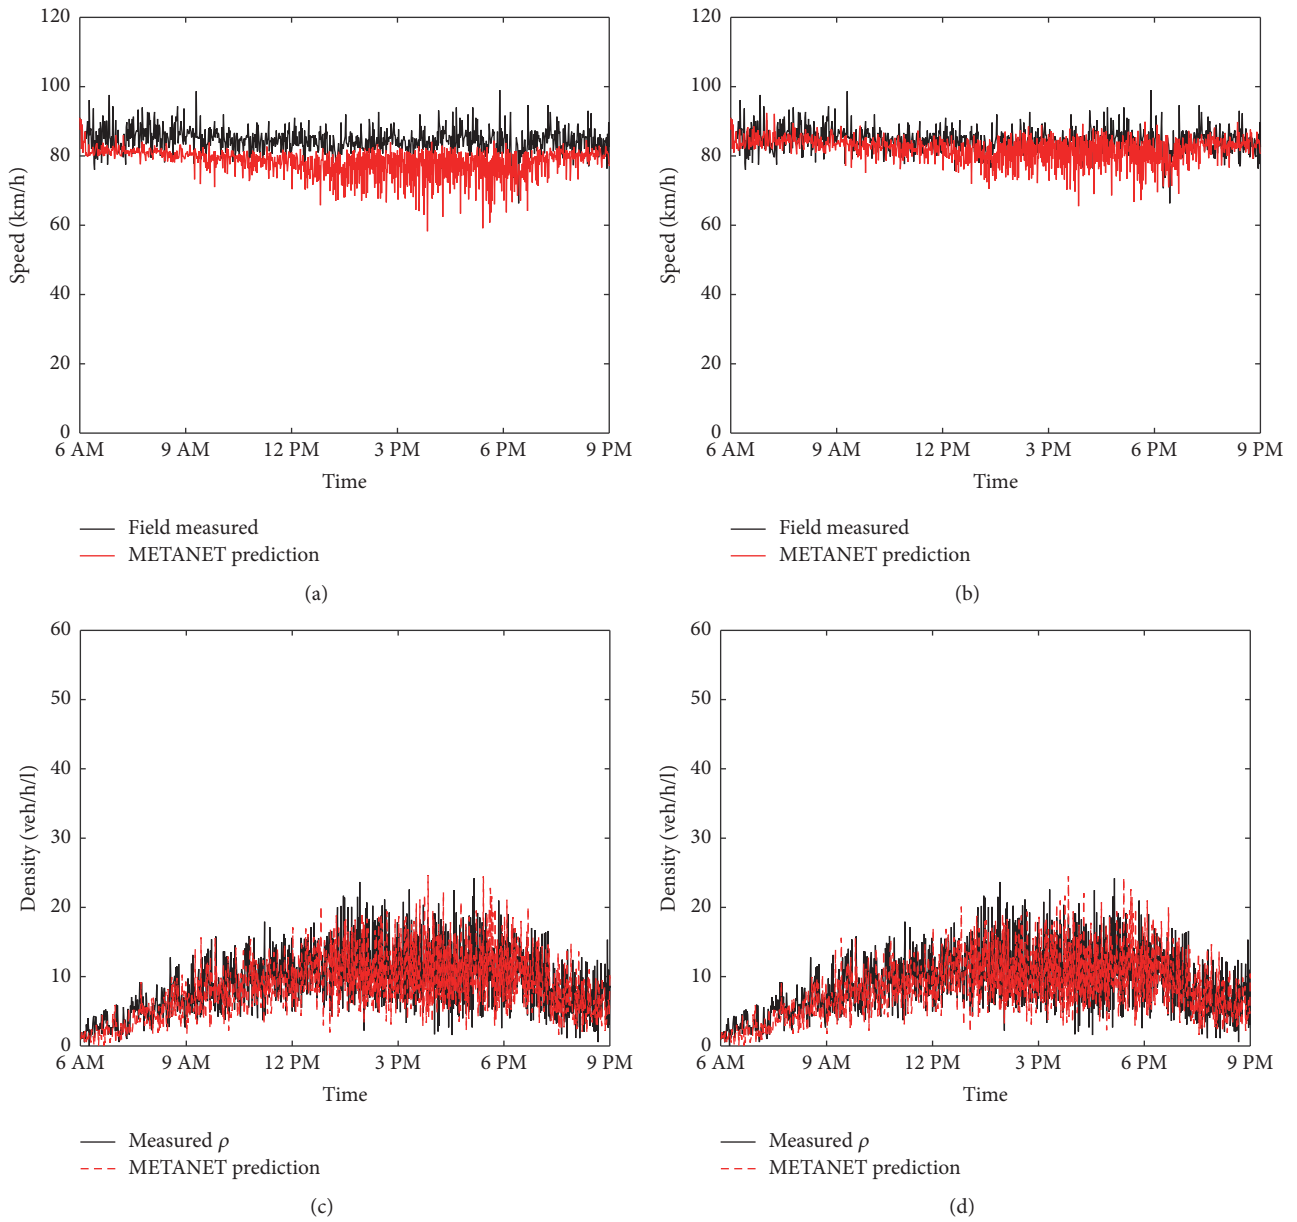 120
100
80
60
40
20
0
Speed (km/h)
6 AM 9 AM 12 PM 3 PM 6 PM 9 PM
Time
Field measured
METANET prediction
(a)
120
100
80
60
40
20
0
Speed (km/h)
6 AM 9 AM 12 PM 3 PM 6 PM 9 PM
Time
Field measured
METANET prediction
(b)
60
50
40
30
20
10
0
Density (veh/h/l)
6 AM 9 AM 12 PM 3 PM 6 PM 9 PM
Time
Measured ρ
METANET prediction
(c)
60
50
40
30
20
10
0
Density (veh/h/l)
6 AM 9 AM 12 PM 3 PM 6 PM 9 PM
Time
Measured ρ
METANET prediction
(d)